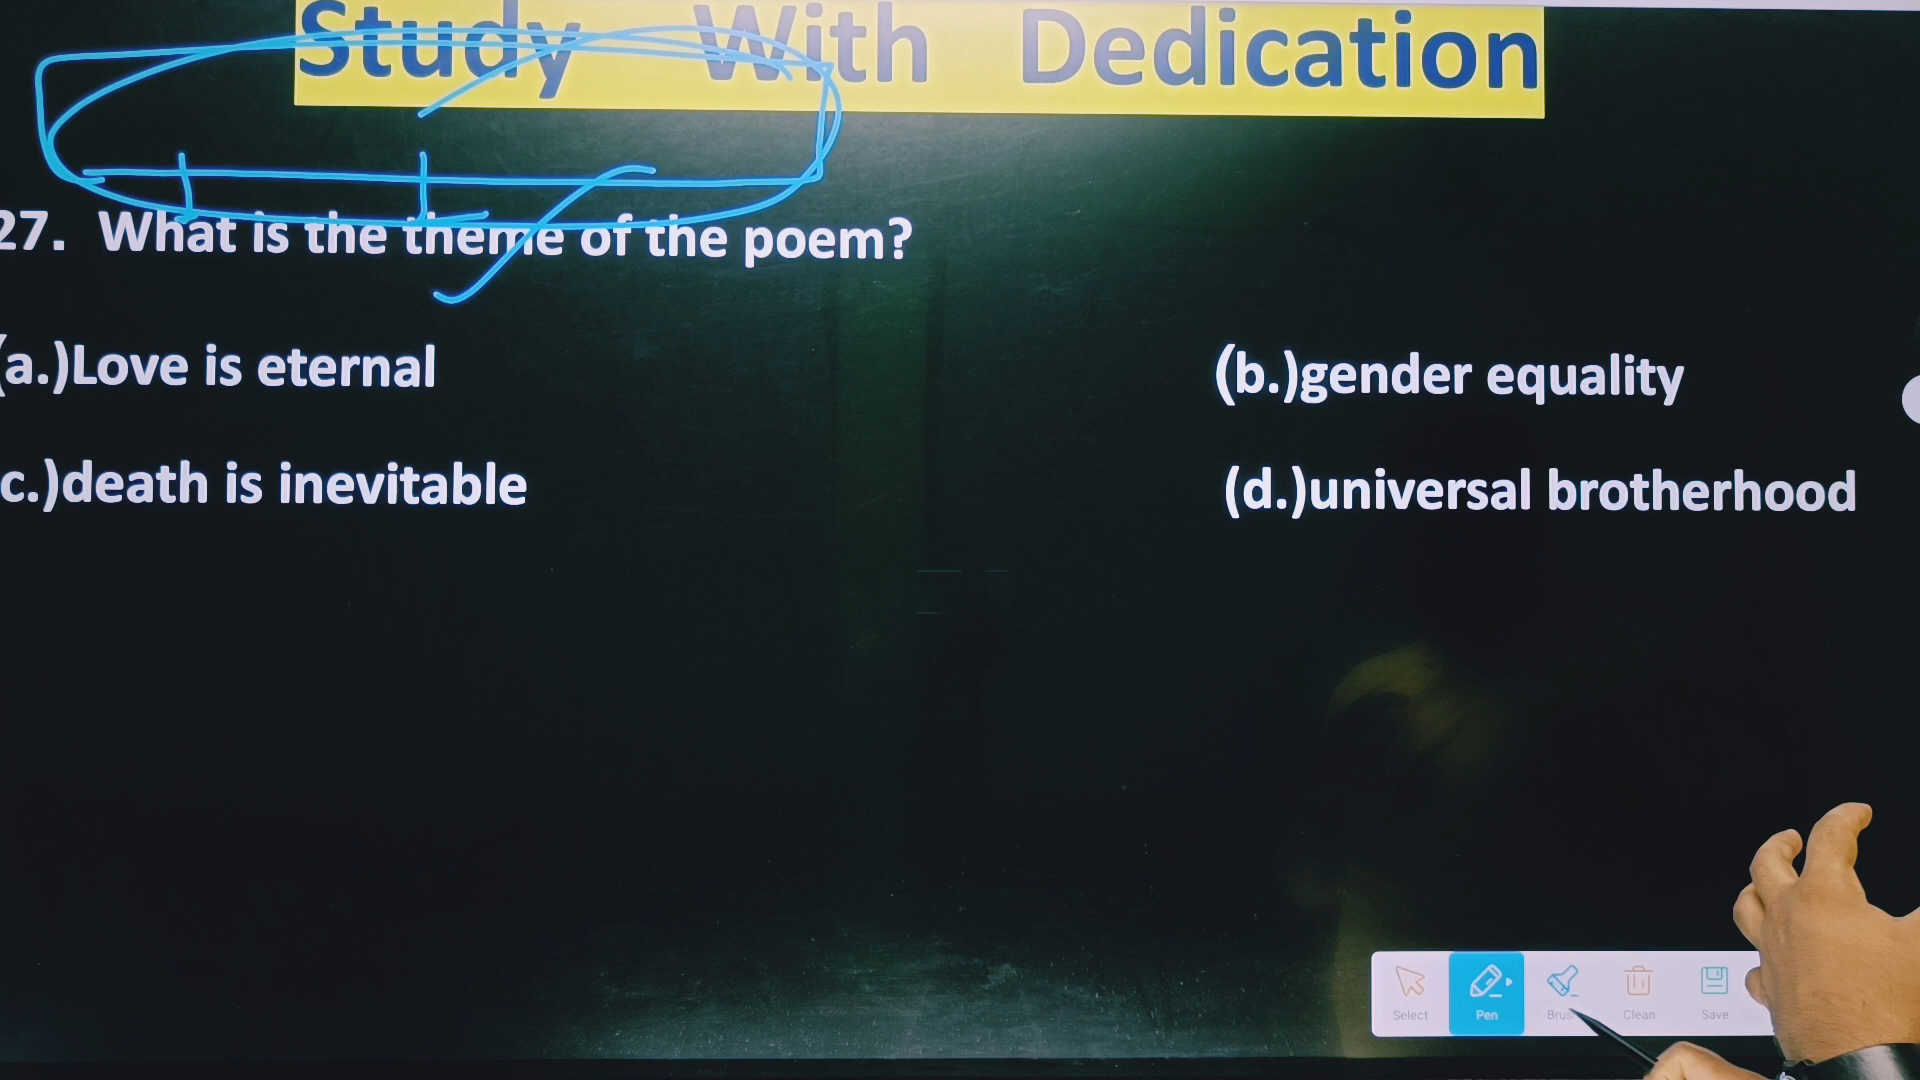 Study With Dedication
27. What is the theme of the poem?
(a.)Love is eternal
(b.)gender equality
c.)death is inevitable
(d.)universal brotherhood
Select
Pen
Clean
Save